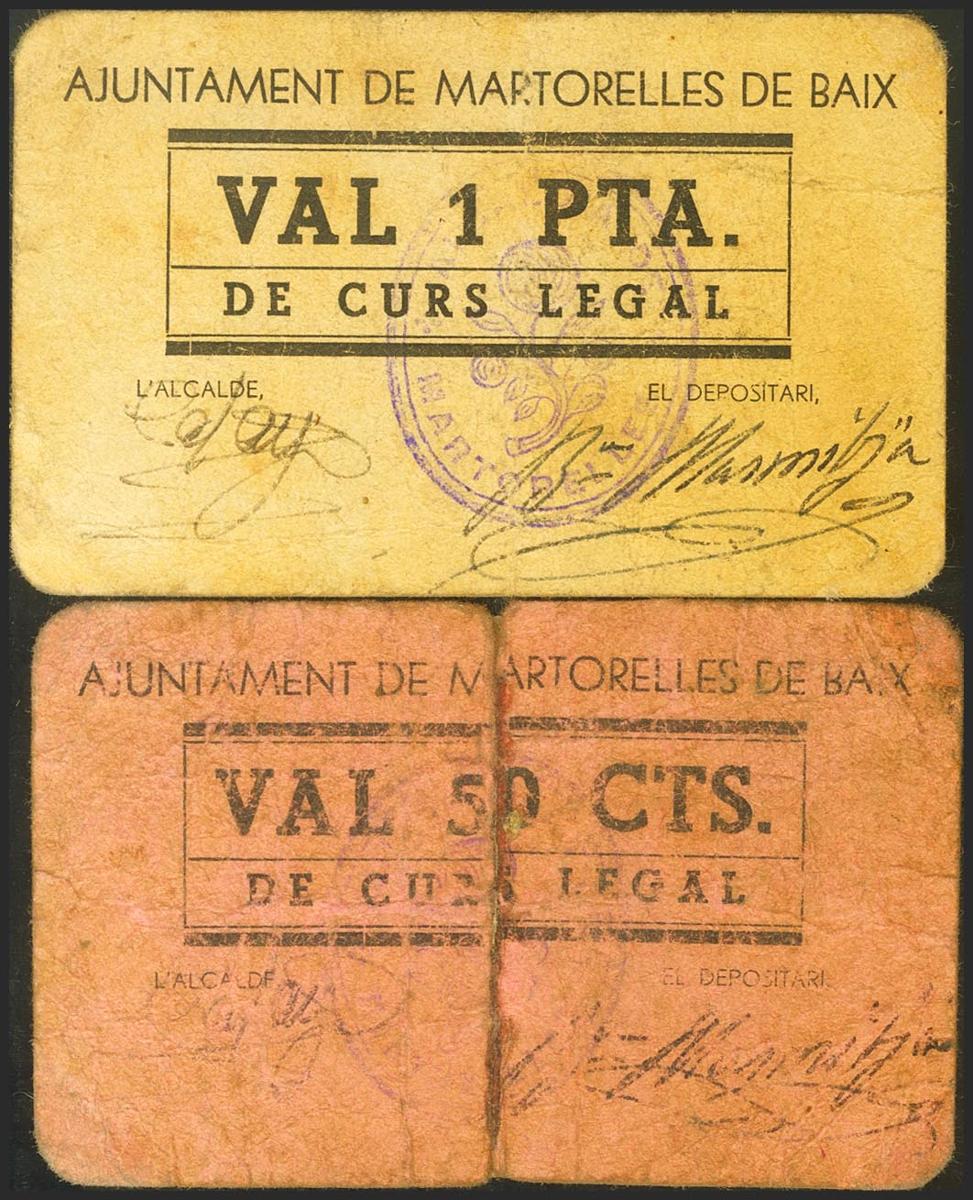 AJUNTAMENT DE MARTORELLES DE BAIX
VAL 1 PTA.
DE CURS LEGAL
L'ALCALDE,
EL DEPOSITARI,
MARTORELLES
AJUNTAMENT DE MARTORELLES DE BAIX
VAL 50 CTS.
DE CURS LEGAL
L'ALCALDE
EL DEPOSITARI.